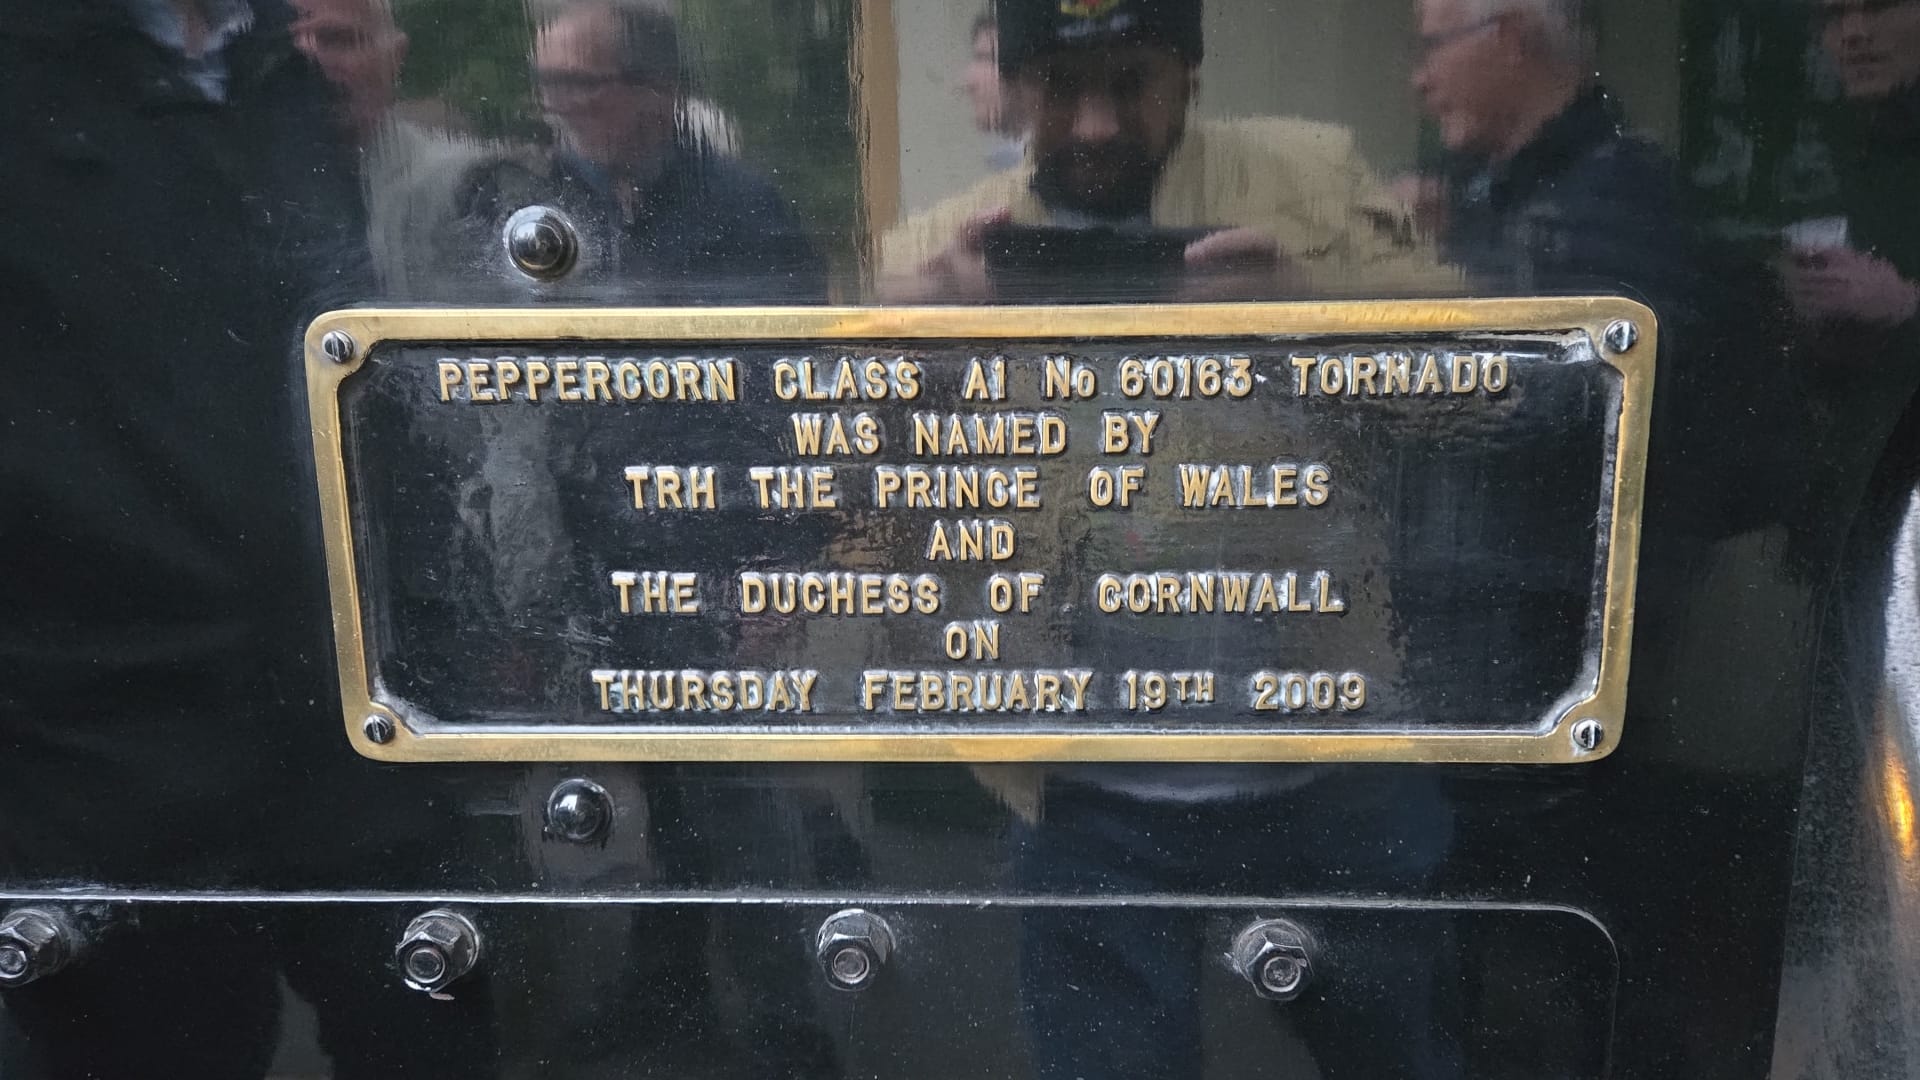 PEPPERCORN CLASS A1 No 60163 TORNADO
WAS NAMED BY
TRH THE PRINCE OF WALES
AND
THE DUCHESS OF CORNWALL
ON
THURSDAY FEBRUARY 19TH 2009